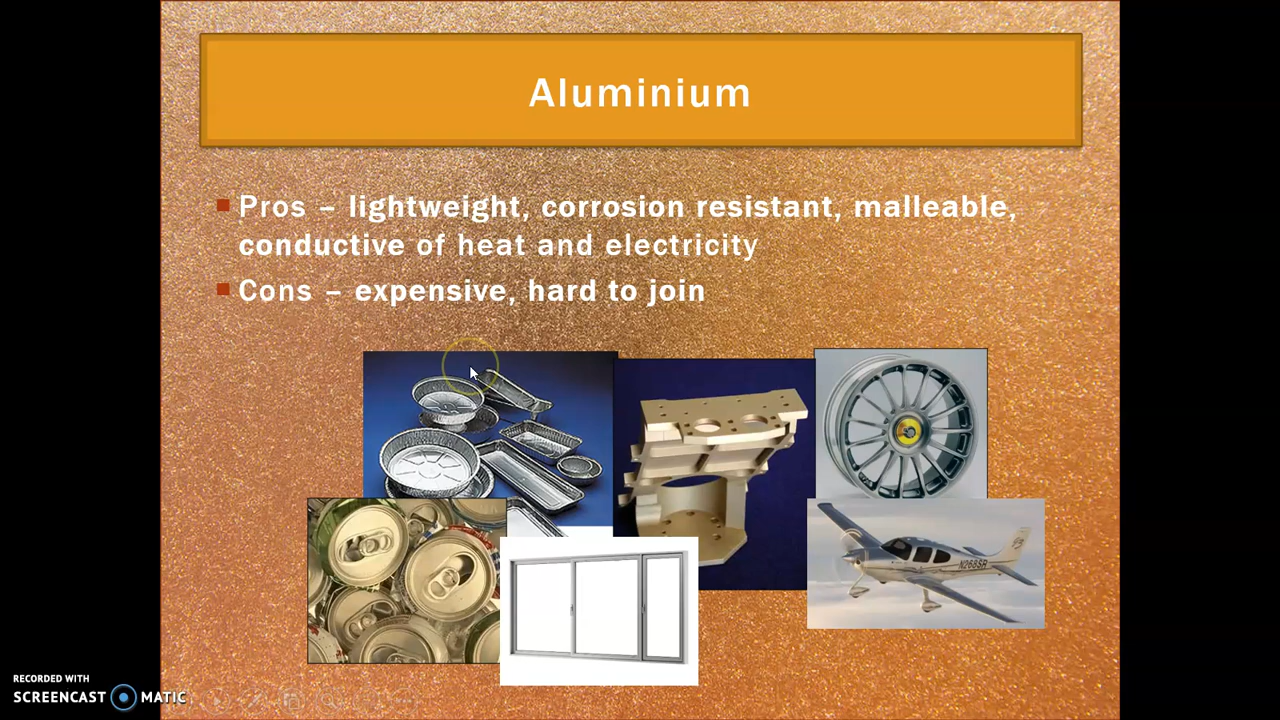 Aluminium
Pros – lightweight, corrosion resistant, malleable,
conductive of heat and electricity
Cons – expensive, hard to join
N268SR
RECORDED WITH
SCREENCAST MATIC